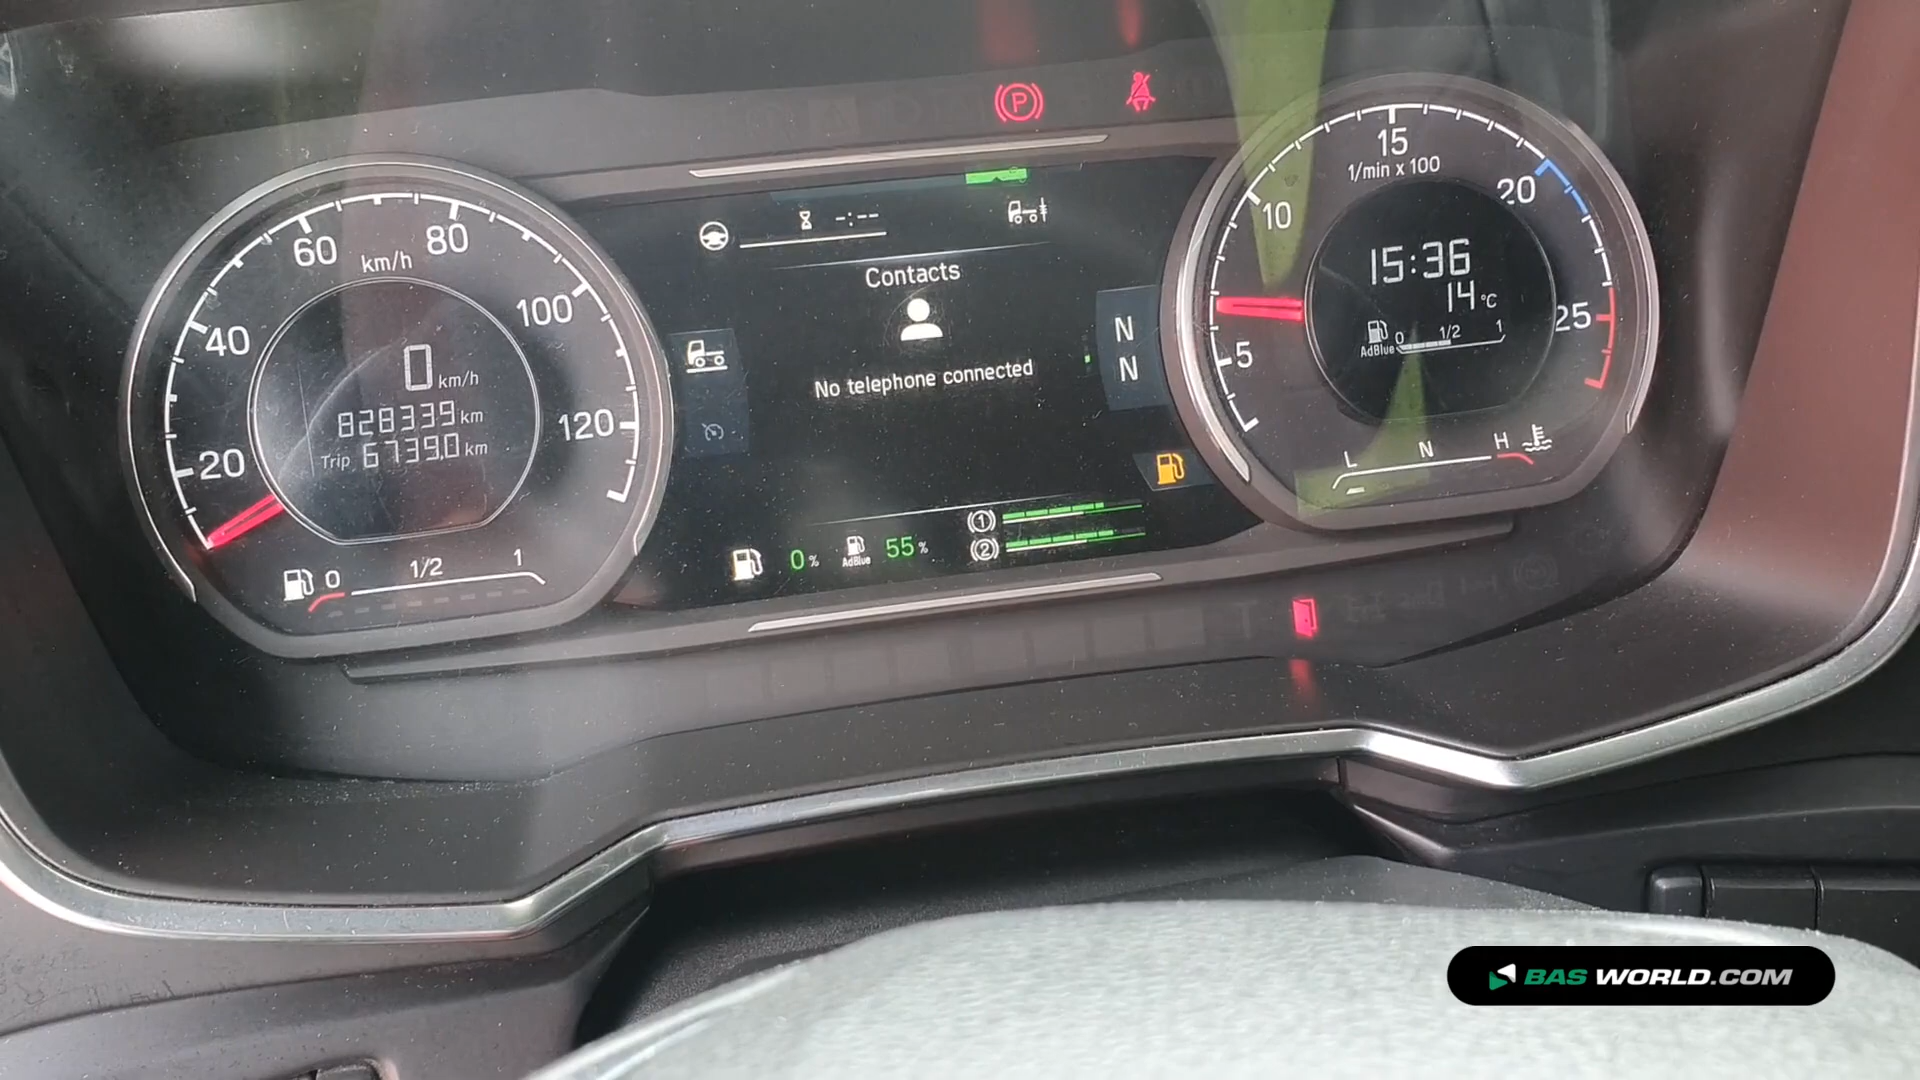 20
40
60
80
100
120
km/h
0 km/h
828339 km
Trip 6739.0 km
0 1/2 1
-:--
Contacts
No telephone connected
N
N
0 %
AdBlue
55 %
(1)
(2)
P
5
10
15
20
25
1/min x 100
15:36
14 °C
AdBlue 0 1/2 1
L N H
BAS WORLD.COM